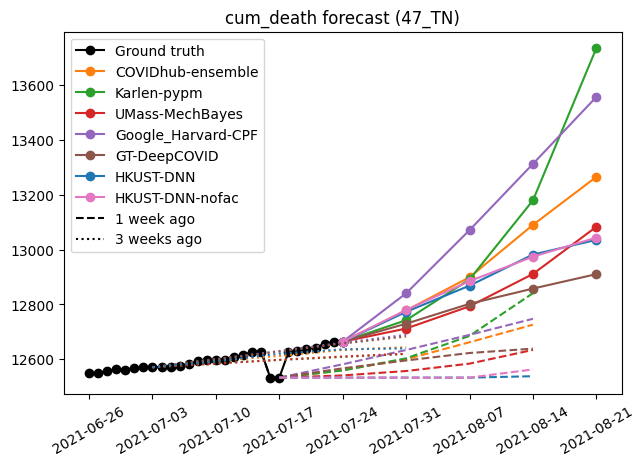 cum_death forecast (47_TN)
Ground truth
COVIDhub-ensemble
Karlen-pypm
UMass-MechBayes
Google_Harvard-CPF
GT-DeepCOVID
HKUST-DNN
HKUST-DNN-nofac
1 week ago
3 weeks ago
13600
13400
13200
13000
12800
12600
2021-06-26
2021-07-03
2021-07-10
2021-07-17
2021-07-24
2021-07-31
2021-08-07
2021-08-14
2021-08-21